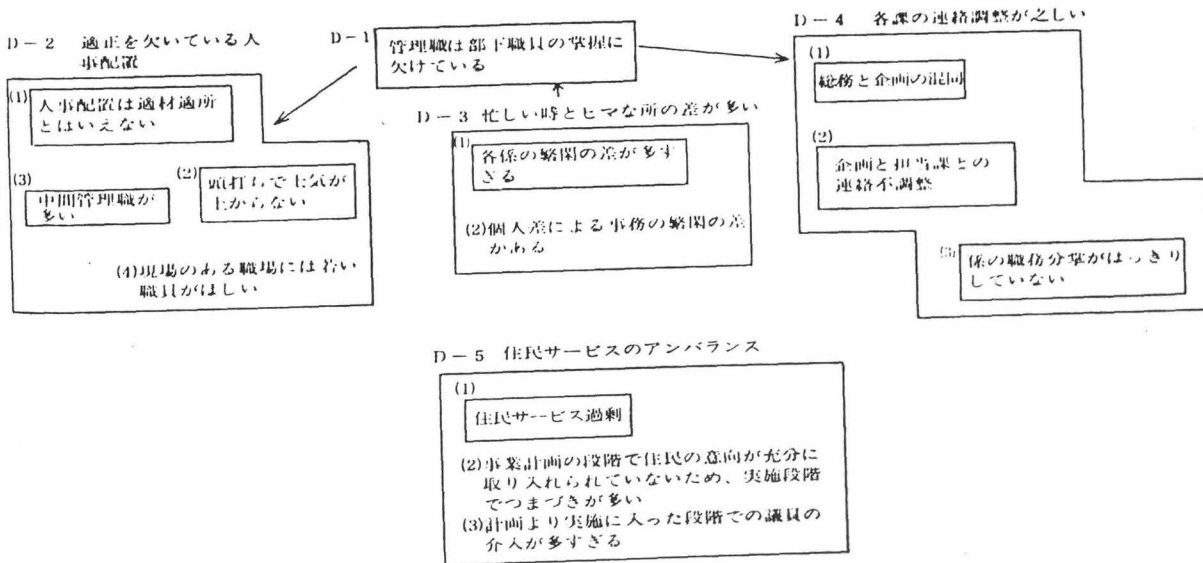 D－2 適正を欠いている人
事配置
(1)
人事配置は適材適所
とはいえない
(3)
中間管理職が
多い
(2)
頭打ちで士気が
上がらない
(4)現場のある職場には若い
職員がほしい
D－1
管理職は部下職員の掌握に
欠けている
D－3 忙しい時とヒマな所の差が多い
(1)
各係の繁閑の差が多す
ぎる
(2)個人差による事務の繁閑の差
がある
D－4 各課の連絡調整が乏しい
(1)
総務と企画の混同
(2)
企画と担当課との
連絡不調整
(3)
係の職務分掌がはっきり
していない
D－5 住民サービスのアンバランス
(1)
住民サービス過剰
(2)事業計画の段階で住民の意向が充分に
取り入れられていないため、実施段階
でつまづきが多い
(3)計画より実施に入った段階での議員の
介入が多すぎる